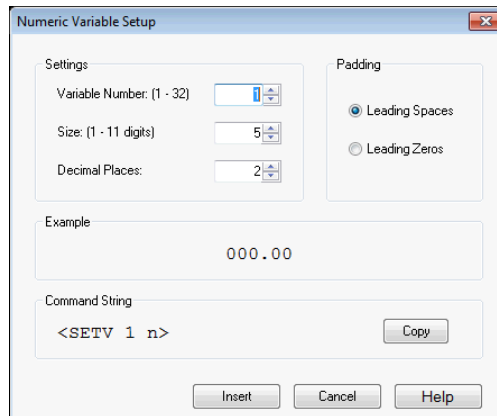 Numeric Variable Setup
Settings
Variable Number: (1 - 32) 1
Size: (1 - 11 digits) 5
Decimal Places: 2
Padding
Leading Spaces
Leading Zeros
Example
000.00
Command String
<SETV 1 n>
Copy
Insert Cancel Help